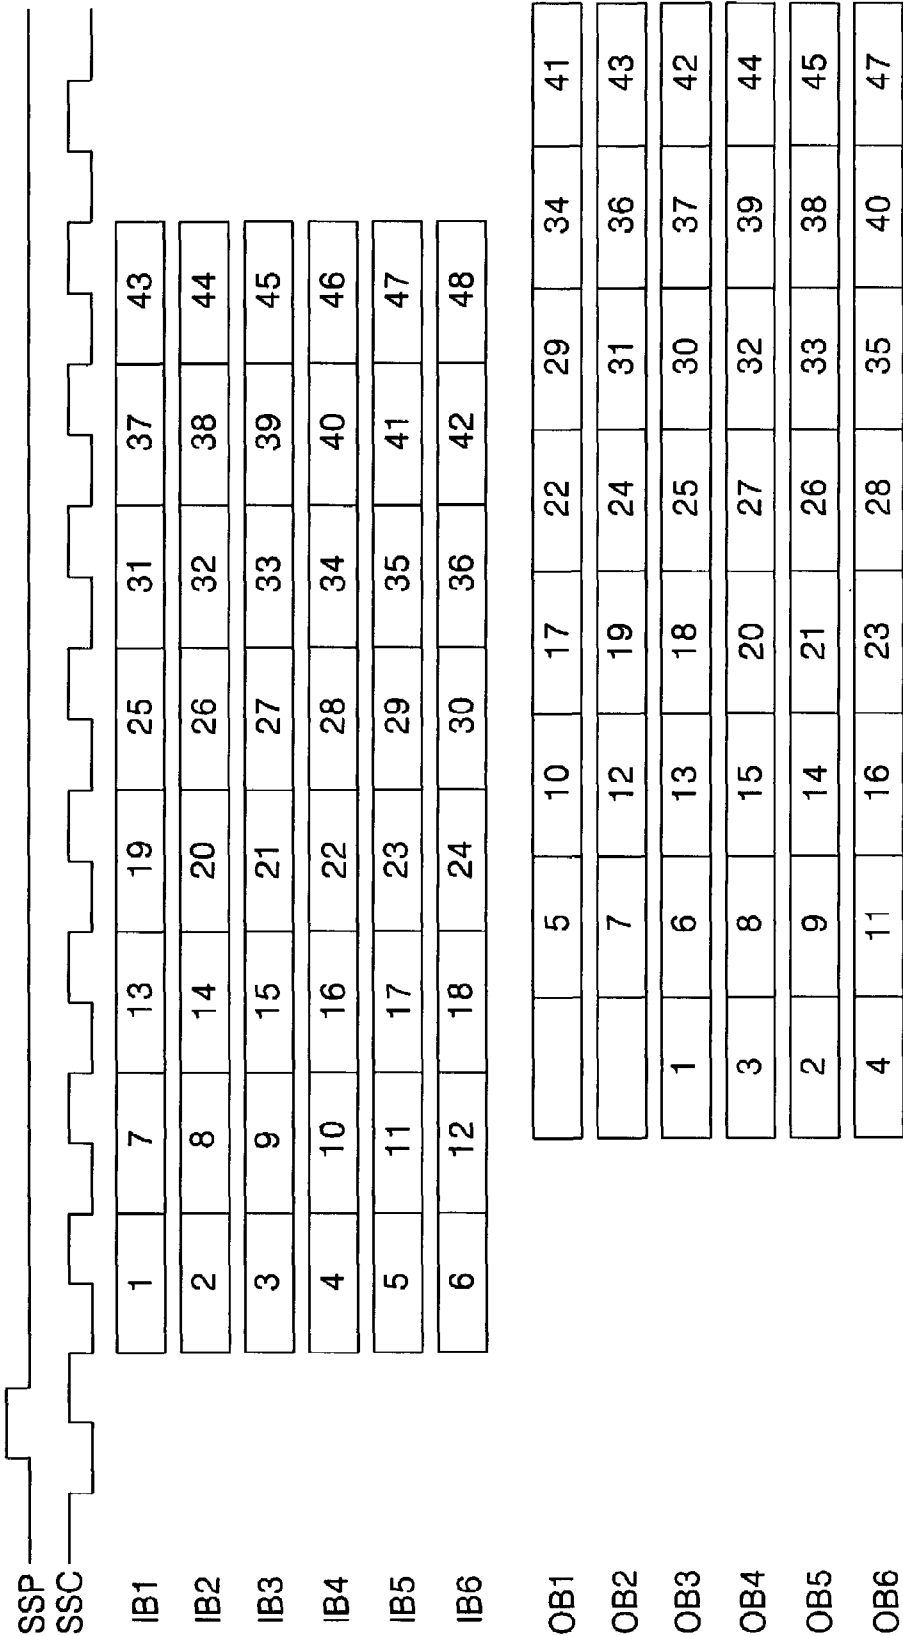 SSP
SSC
IB1 1 7 13 19 25 31 37 43
IB2 2 8 14 20 26 32 38 44
IB3 3 9 15 21 27 33 39 45
IB4 4 10 16 22 28 34 40 46
IB5 5 11 17 23 29 35 41 47
IB6 6 12 18 24 30 36 42 48
OB1 5 10 17 22 29 34 41
OB2 7 12 19 24 31 36 43
OB3 1 6 13 18 25 30 37 42
OB4 3 8 15 20 27 32 39 44
OB5 2 9 14 21 26 33 38 45
OB6 4 11 16 23 28 35 40 47